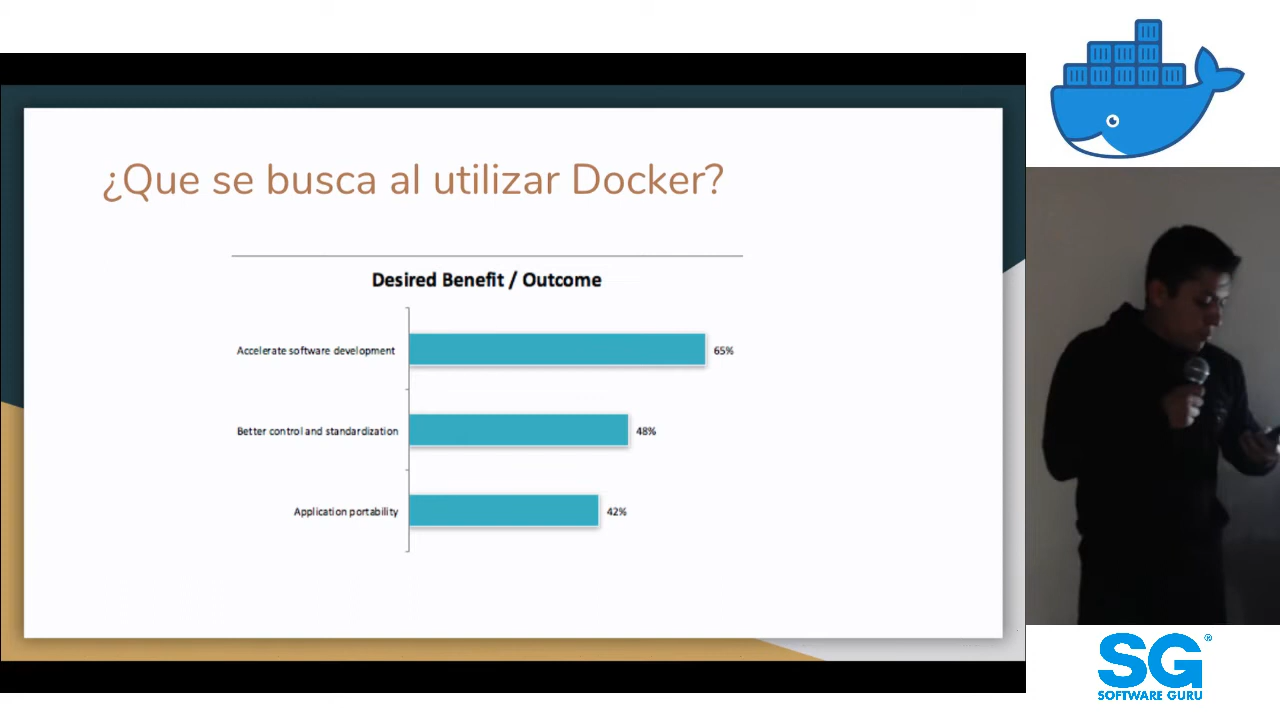 ¿Que se busca al utilizar Docker?
Desired Benefit / Outcome
Accelerate software development 65%
Better control and standardization 48%
Application portability 42%
SG®
SOFTWARE GURU